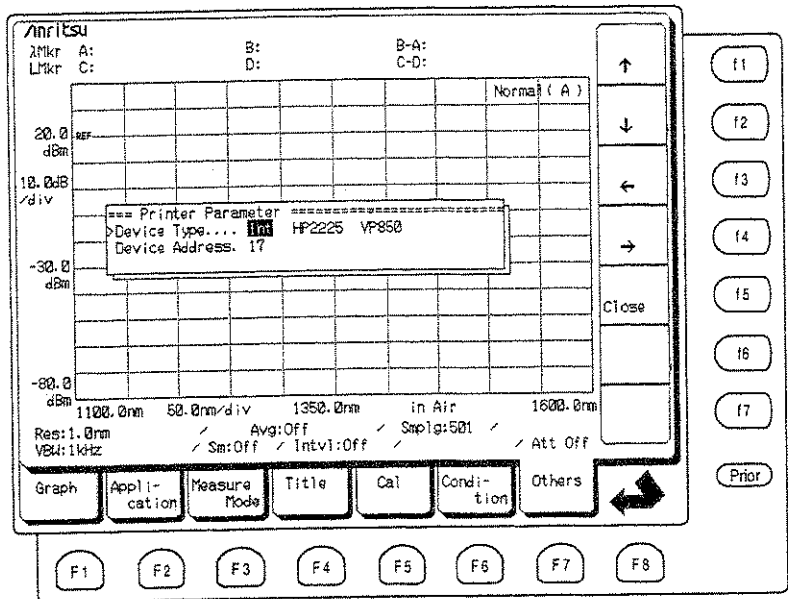 Anritsu
λMkr A: B: B-A:
LMkr C: D: C-D:
Normal ( A )
20.0 REF
dBm
10.0dB
/div
=== Printer Parameter ===========================
>Device Type.... Int HP2225 VP850
Device Address. 17
-30.0
dBm
-80.0
dBm
1100.0nm 50.0nm/div 1350.0nm in Air 1600.0nm
Res:1.0nm / Avg:Off / Smplg:501 /
VBW:1kHz / Sm:Off / Intvl:Off / / Att Off
↑
↓
←
→
Close
f1
f2
f3
f4
f5
f6
f7
Prior
Graph
Appli-
cation
Measure
Mode
Title
Cal
Condi-
tion
Others
F1 F2 F3 F4 F5 F6 F7 F8